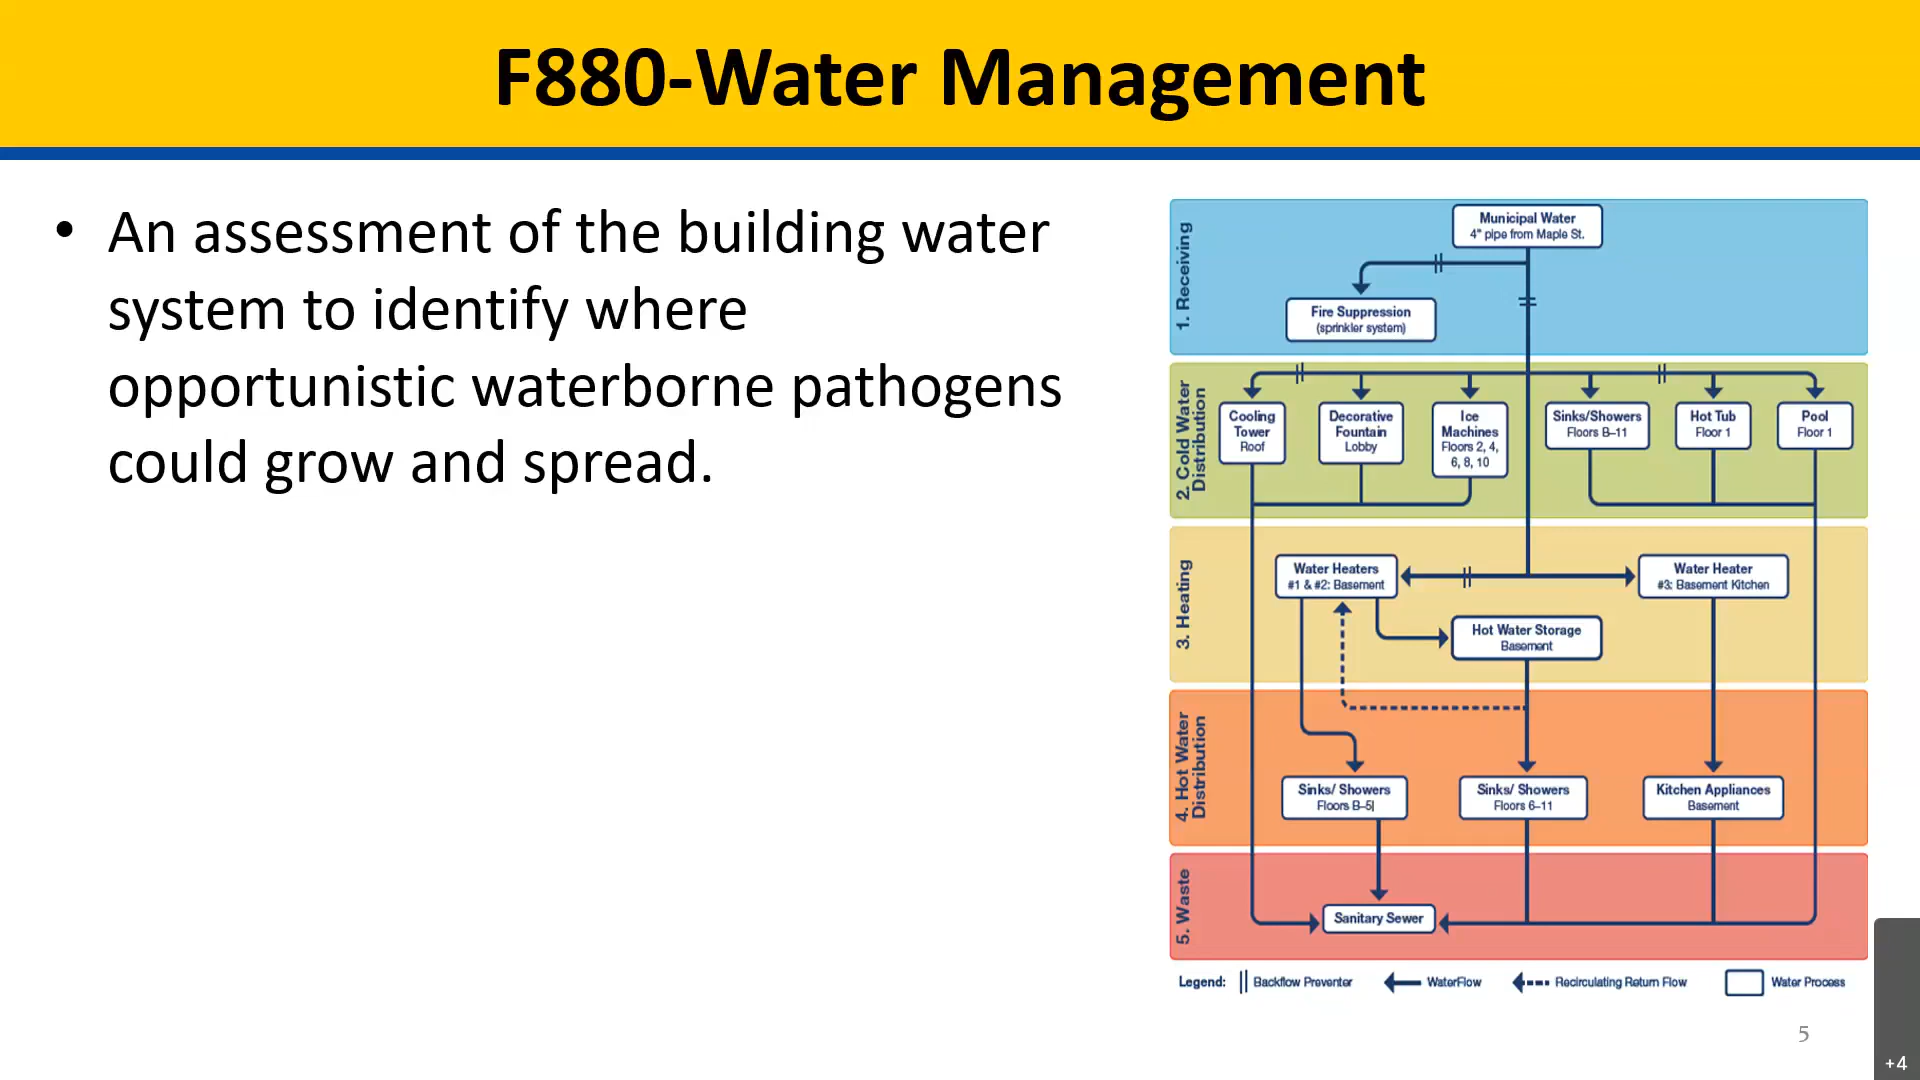 F880-Water Management
• An assessment of the building water
system to identify where
opportunistic waterborne pathogens
could grow and spread.
1. Receiving
Municipal Water
4" pipe from Maple St.
Fire Suppression
(sprinkler system)
2. Cold Water
Distribution
Cooling
Tower
Roof
Decorative
Fountain
Lobby
Ice
Machines
Floors 2, 4,
6, 8, 10
Sinks/Showers
Floors B–11
Hot Tub
Floor 1
Pool
Floor 1
3. Heating
Water Heaters
#1 & #2: Basement
Water Heater
#3: Basement Kitchen
Hot Water Storage
Basement
4. Hot Water
Distribution
Sinks/ Showers
Floors B–5|
Sinks/ Showers
Floors 6–11
Kitchen Appliances
Basement
5. Waste
Sanitary Sewer
Legend: Backflow Preventer WaterFlow Recirculating Return Flow Water Process
5
+4